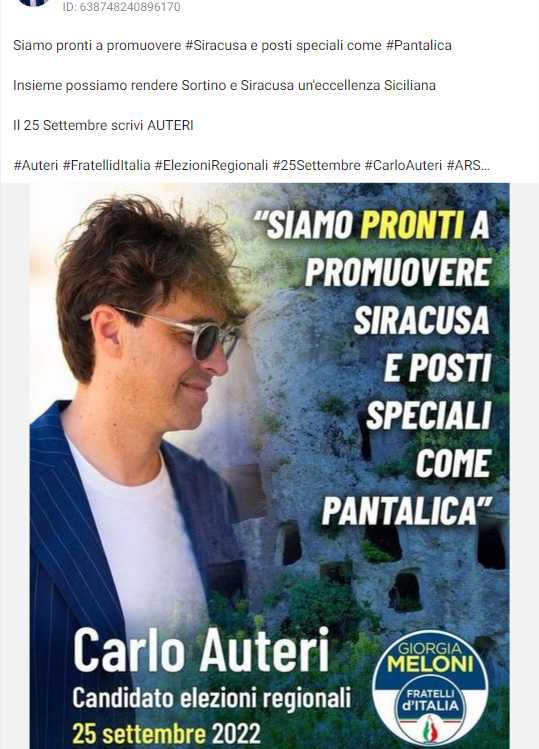 ID: 638748240896170
Siamo pronti a promuovere #Siracusa e posti speciali come #Pantalica
Insieme possiamo rendere Sortino e Siracusa un'eccellenza Siciliana
Il 25 Settembre scrivi AUTERI
#Auteri #FratellidItalia #ElezioniRegionali #25Settembre #CarloAuteri #ARS...
"SIAMO PRONTI A
PROMUOVERE
SIRACUSA
E POSTI
SPECIALI
COME
PANTALICA"
Carlo Auteri
Candidato elezioni regionali
25 settembre 2022
GIORGIA
MELONI
FRATELLI
d'ITALIA